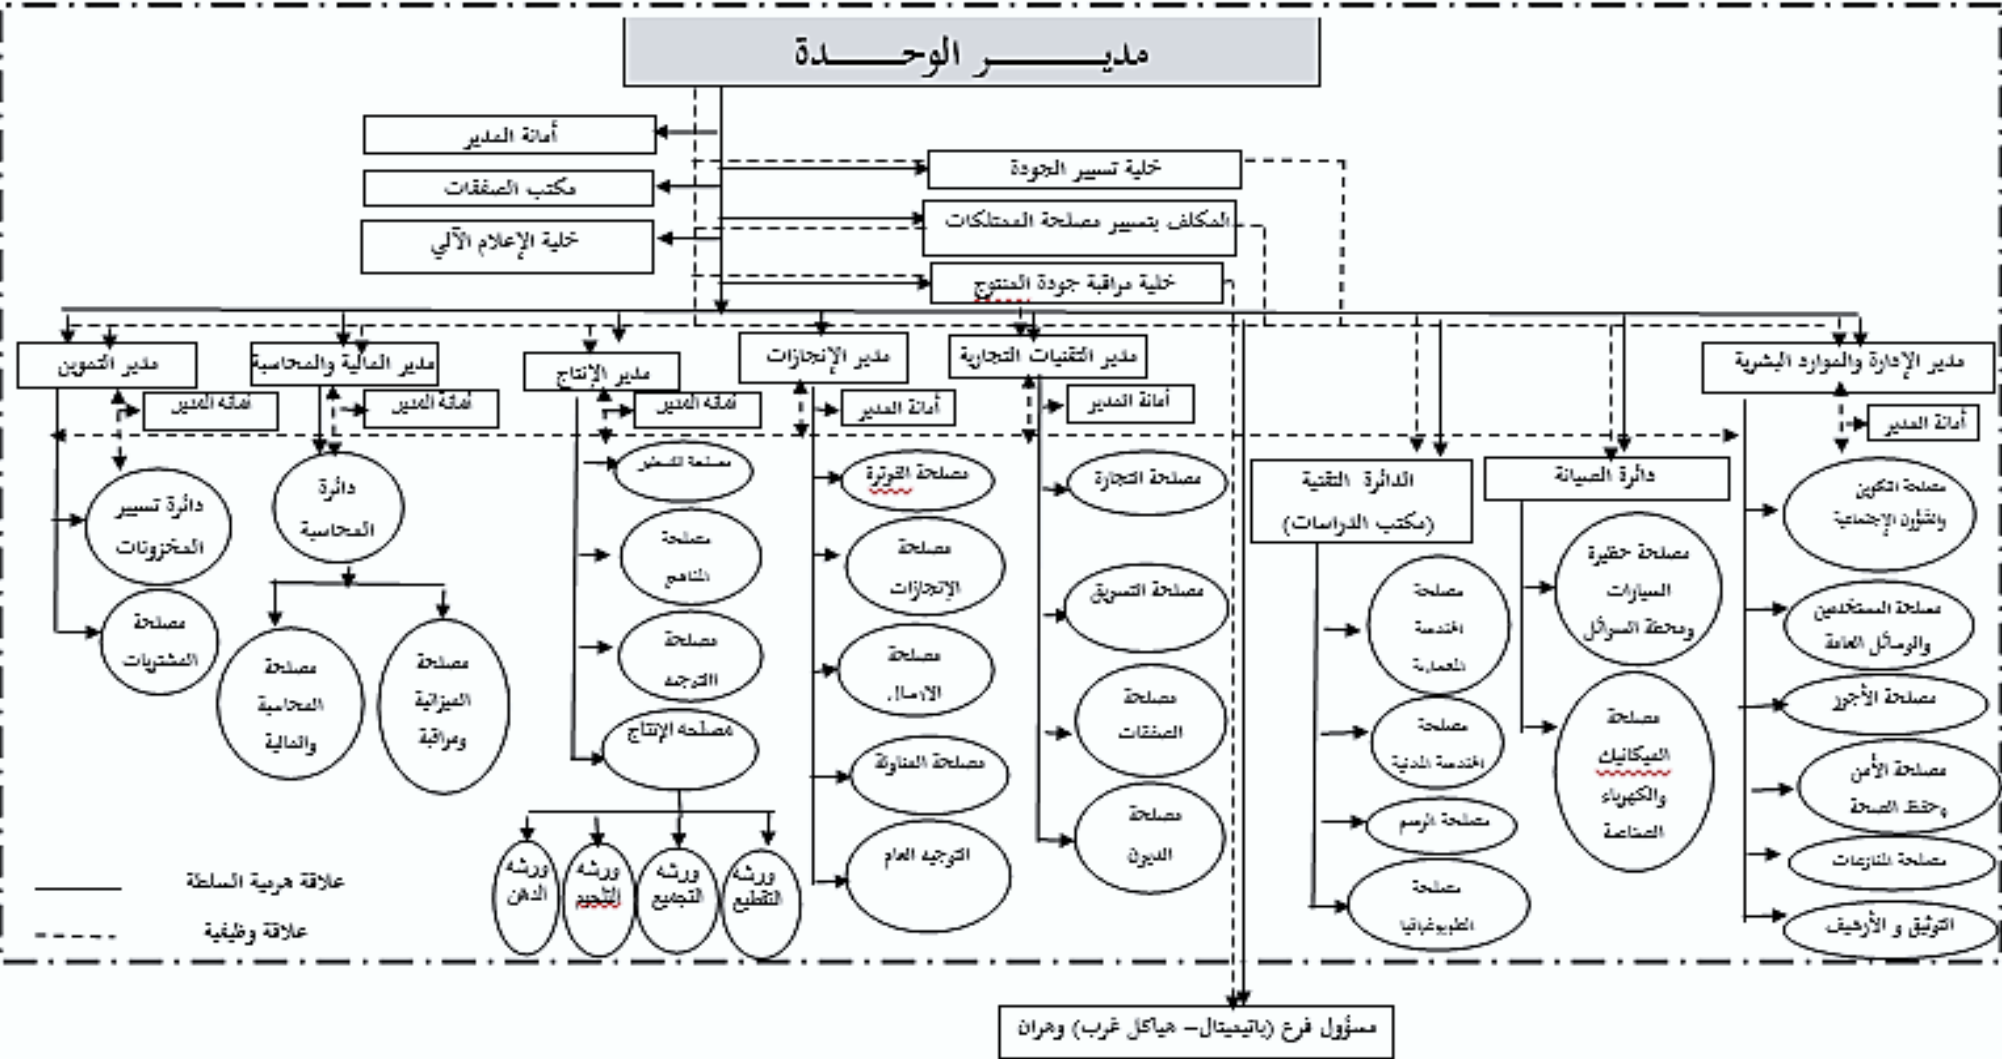 مديـــر الوحـــدة
أمانة المدير
خلية تسيير الجودة
مكتب الصفقات
المكلف بتسيير مصلحة الممتلكات
خلية الإعلام الآلي
خلية مراقبة جودة المنتوج
مدير الإدارة والموارد البشرية
مدير التقنيات التجارية
مدير الإنجازات
مدير الإنتاج
مدير المالية والمحاسبة
مدير التموين
أمانة المدير
أمانة المدير
أمانة المدير
أمانة المدير
أمانة المدير
أمانة المدير
مصلحة التكوين
والشؤون الإجتماعية
مصلحة المستخدمين
والوسائل العامة
مصلحة الأجور
مصلحة الأمن
وحفظ الصحة
مصلحة المنازعات
التوثيق و الأرشيف
دائرة الصيانة
مصلحة حظيرة
السيارات
ومحطة السوائل
مصلحة
الميكانيك
والكهرباء
الدائرة التقنية
(مكتب الدراسات)
مصلحة
الهندسة
المعمارية
مصلحة
الهندسة المدنية
مصلحة الرسم
مصلحة
الطوبوغرافيا
مصلحة التجارة
مصلحة التسويق
مصلحة
الصفقات
مصلحة
الديون
مصلحة الفوترة
مصلحة
الإنجازات
مصلحة
مصلحة المناولة
التوجيه العام
مصلحة
مصلحة
المناهج
مصلحة
مصلحة الإنتاج
ورشة
التقطيع
ورشة
التجميع
ورشة
التلحيم
ورشة
الدهن
دائرة
المحاسبة
مصلحة
الميزانية
ومراقبة
مصلحة
المحاسبة
والمالية
دائرة تسيير
المخزونات
مصلحة
المشتريات
علاقة هرمية السلطة
علاقة وظيفية
مسؤول فرع (باتيميتال- هياكل غرب) وهران